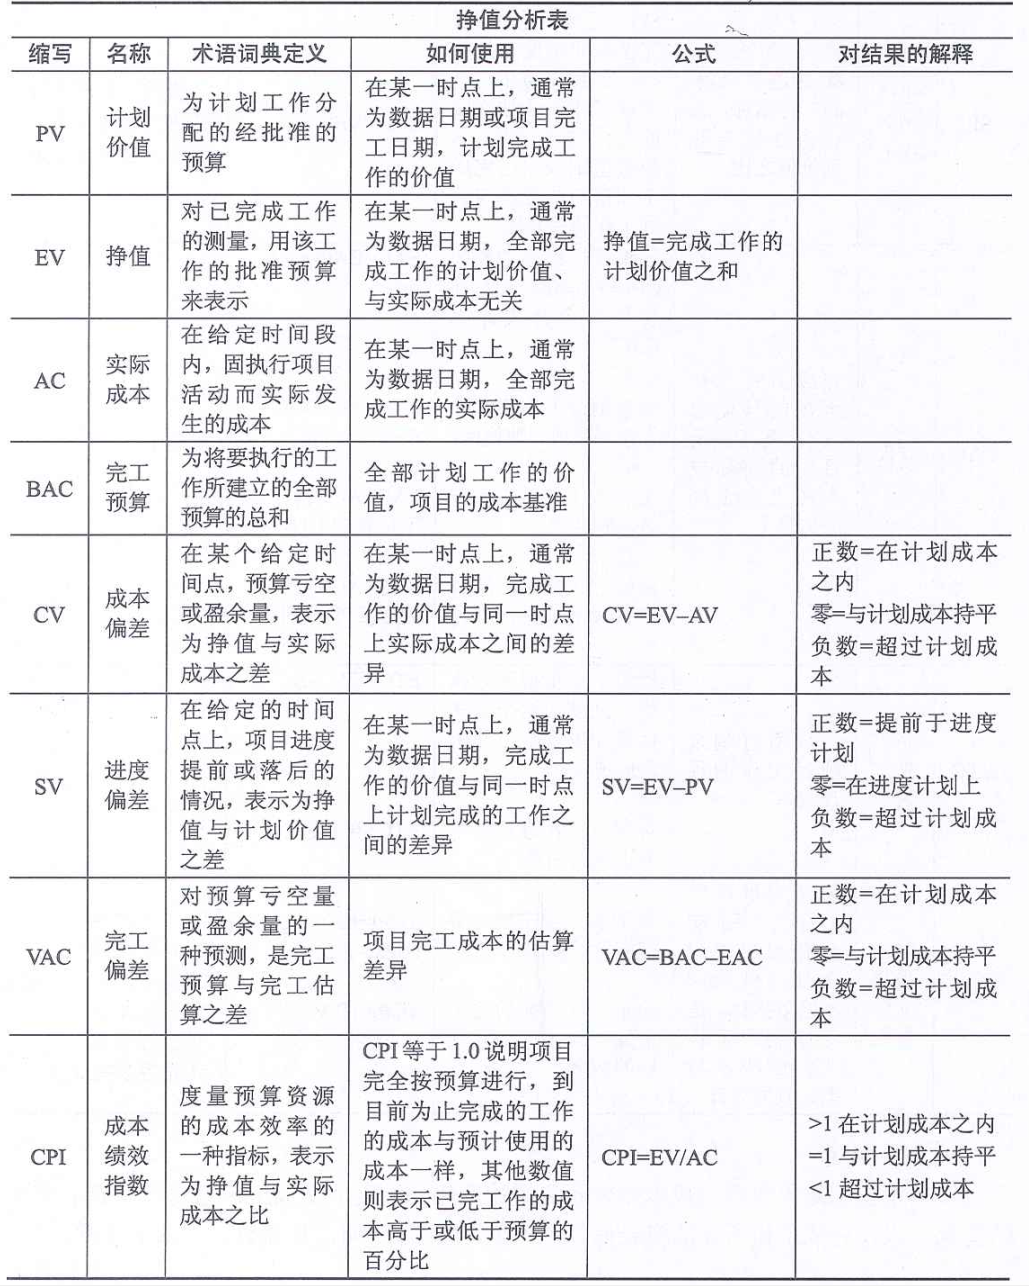 挣值分析表
缩写 名称 术语词典定义 如何使用 公式 对结果的解释
PV
计划
价值
为计划工作分
配的经批准的
预算
在某一时点上，通常
为数据日期或项目完
工日期，计划完成工
作的价值
EV
挣值
对已完成工作
的测量，用该工
作的批准预算
来表示
在某一时点上，通常
为数据日期，全部完
成工作的计划价值、
与实际成本无关
挣值=完成工作的
计划价值之和
AC
实际
成本
在给定时间段
内，固执行项目
活动而实际发
生的成本
在某一时点上，通常
为数据日期，全部完
成工作的实际成本
BAC
完工
预算
为将要执行的工
作所建立的全部
预算的总和
全部计划工作的价
值，项目的成本基准
CV
成本
偏差
在某个给定时
间点，预算亏空
或盈余量，表示
为挣值与实际
成本之差
在某一时点上，通常
为数据日期，完成工
作的价值与同一时点
上实际成本之间的差
异
CV=EV–AV
正数=在计划成本
之内
零=与计划成本持平
负数=超过计划成
本
SV
进度
偏差
在给定的时间
点上，项目进度
提前或落后的
情况，表示为挣
值与计划价值
之差
在某一时点上，通常
为数据日期，完成工
作的价值与同一时点
上计划完成的工作之
间的差异
SV=EV–PV
正数=提前于进度
计划
零=在进度计划上
负数=超过计划成
本
VAC
完工
偏差
对预算亏空量
或盈余量的一
种预测，是完工
预算与完工估
算之差
项目完工成本的估算
差异
VAC=BAC–EAC
正数=在计划成本
之内
零=与计划成本持平
负数=超过计划成
本
CPI
成本
绩效
指数
度量预算资源
的成本效率的
一种指标，表示
为挣值与实际
成本之比
CPI等于1.0说明项目
完全按预算进行，到
目前为止完成的工作
的成本与预计使用的
成本一样，其他数值
则表示已完工作的成
本高于或低于预算的
百分比
CPI=EV/AC
>1 在计划成本之内
=1 与计划成本持平
<1 超过计划成本